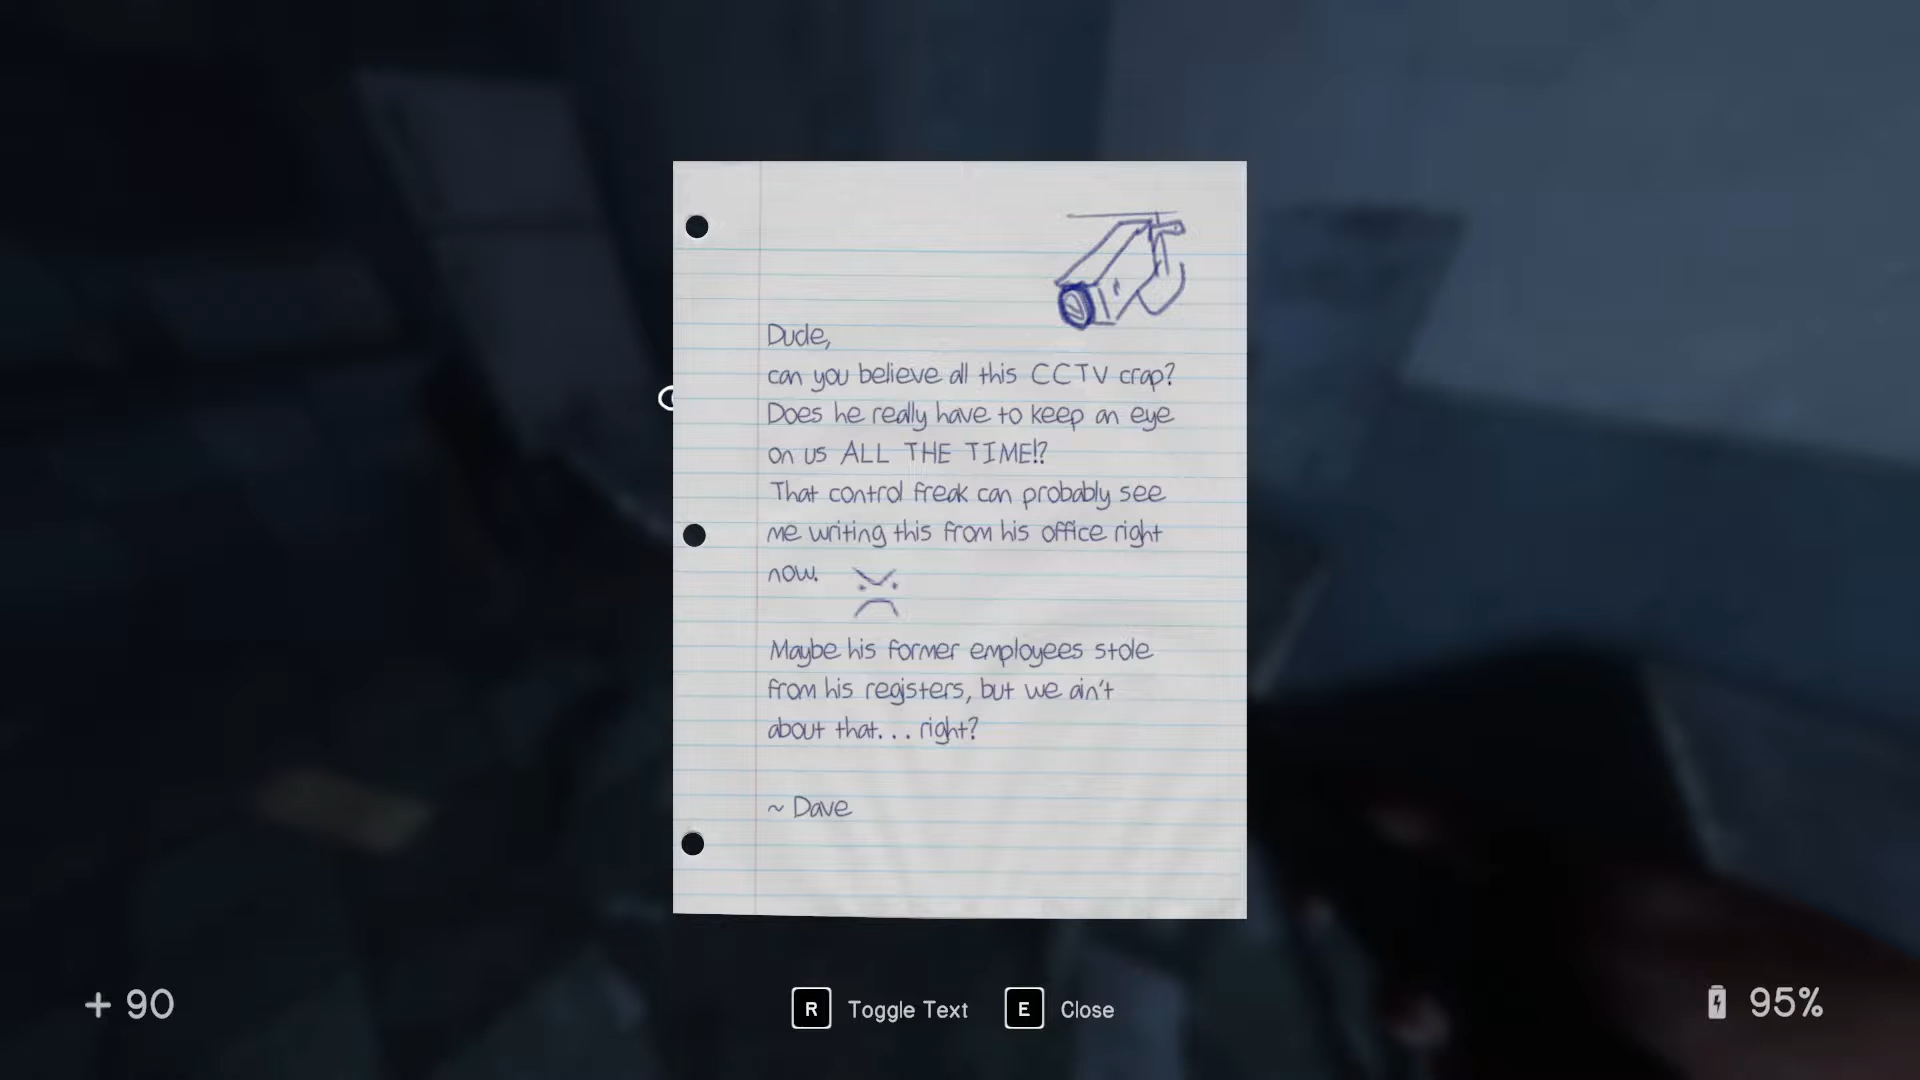 Dude,
can you believe all this CCTV crap?
Does he really have to keep an eye
on us ALL THE TIME!?
That control freak can probably see
me writing this from his office right
now.
Maybe his former employees stole
from his registers, but we ain't
about that... right?
~ Dave
+ 90
R Toggle Text E Close
95%